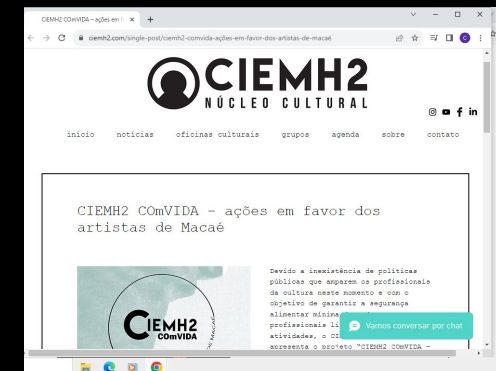 CIEMH2 COmVIDA – ações em f
ciemh2.com/single-post/ciemh2-comvida-ações-em-favor-dos-artistas-de-macaé
C
CIEMH2
NÚCLEO CULTURAL
inicio notícias oficinas culturais grupos agenda sobre contato
CIEMH2 COmVIDA – ações em favor dos
artistas de Macaé
CIEMH2
COmVIDA
DE MACAÉ
Devido a inexistência de políticas
públicas que amparem os profissionais
da cultura neste momento e com o
objetivo de garantir a segurança
alimentar mínima
profissionais li
atividades, o CI
apresenta o projeto "CIEMH2 COmVIDA –
Vamos conversar por chat